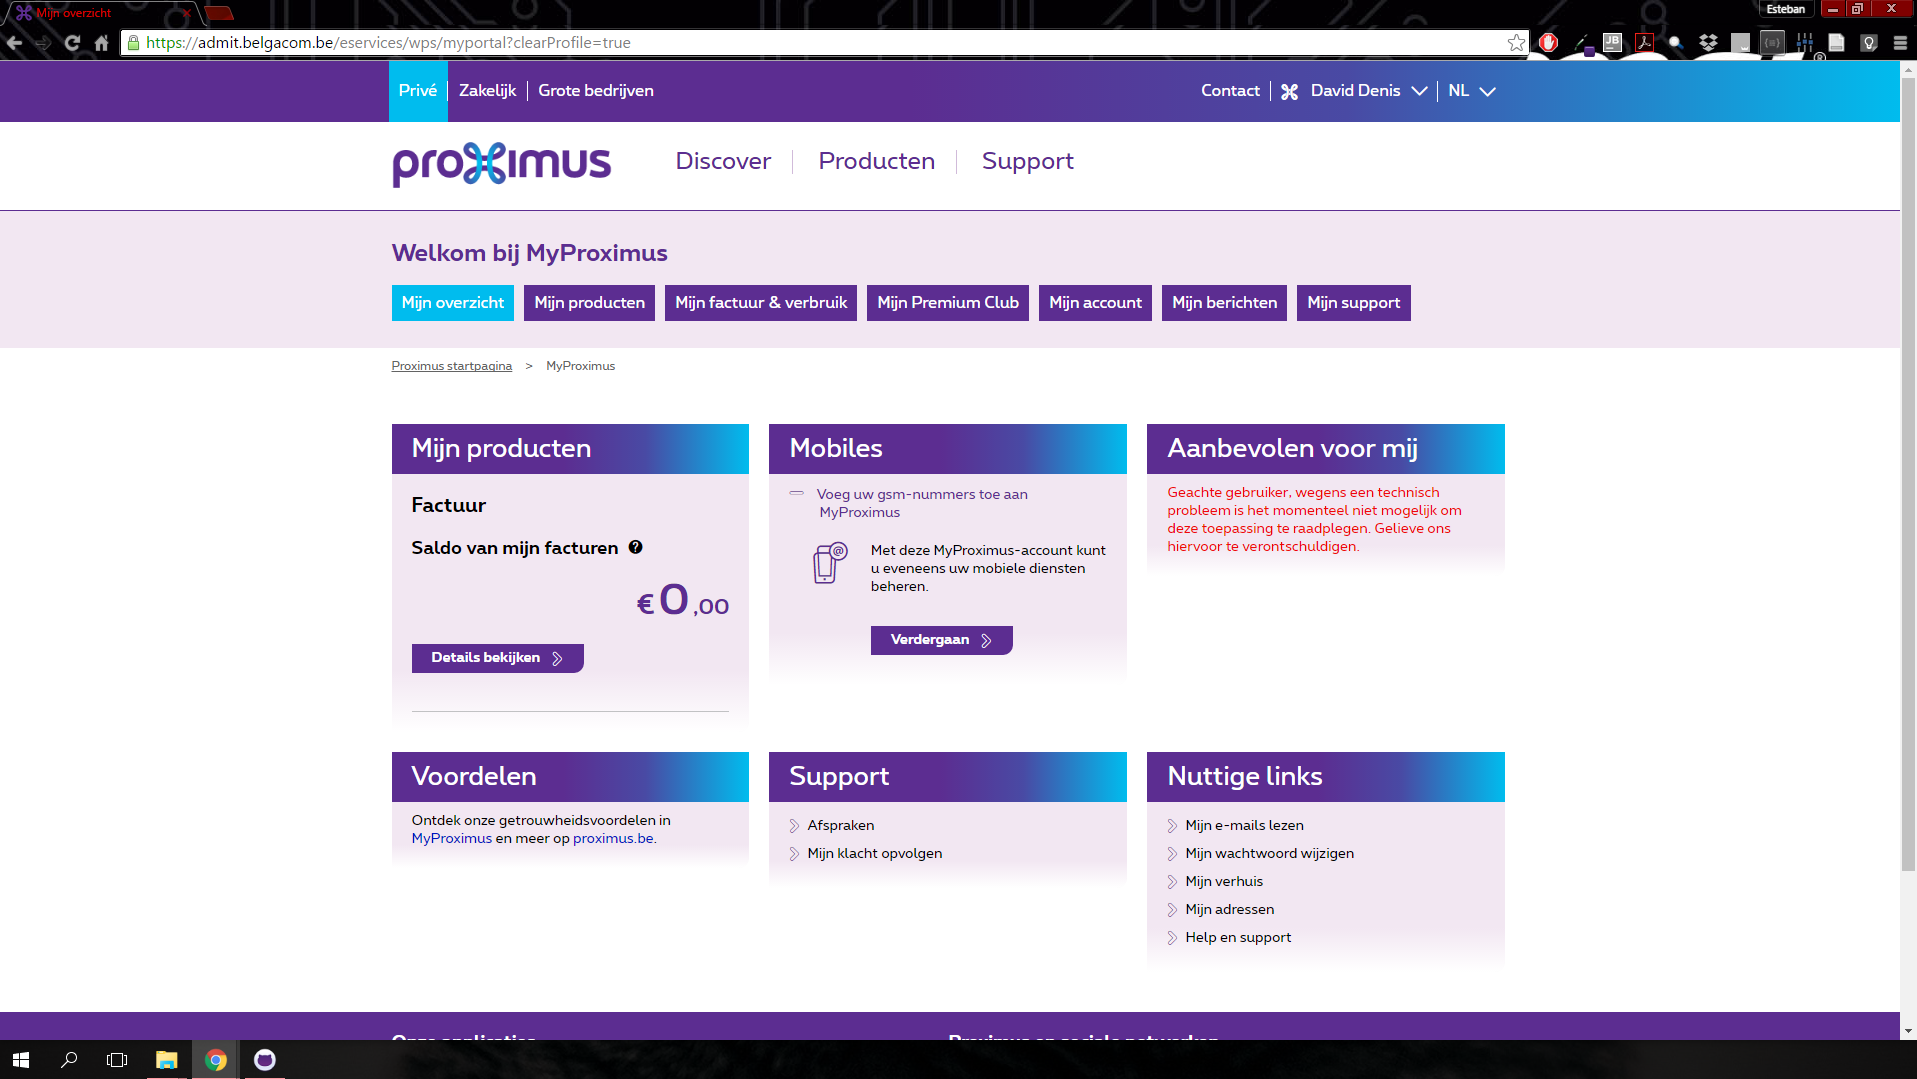 Mijn overzicht
Esteban
https://admit.belgacom.be/eservices/wps/myportal?clearProfile=true
Privé
Zakelijk
Grote bedrijven
Contact
David Denis
NL
proximus
Discover
Producten
Support
Welkom bij MyProximus
Mijn overzicht
Mijn producten
Mijn factuur & verbruik
Mijn Premium Club
Mijn account
Mijn berichten
Mijn support
Proximus startpagina > MyProximus
Mijn producten
Factuur
Saldo van mijn facturen ?
€ 0,00
Details bekijken
Mobiles
Voeg uw gsm-nummers toe aan
MyProximus
Met deze MyProximus-account kunt
u eveneens uw mobiele diensten
beheren.
Verdergaan
Aanbevolen voor mij
Geachte gebruiker, wegens een technisch
probleem is het momenteel niet mogelijk om
deze toepassing te raadplegen. Gelieve ons
hiervoor te verontschuldigen.
Voordelen
Ontdek onze getrouwheidsvoordelen in
MyProximus en meer op proximus.be.
Support
Afspraken
Mijn klacht opvolgen
Nuttige links
Mijn e-mails lezen
Mijn wachtwoord wijzigen
Mijn verhuis
Mijn adressen
Help en support
Onze applicaties
Proximus en sociale netwerken